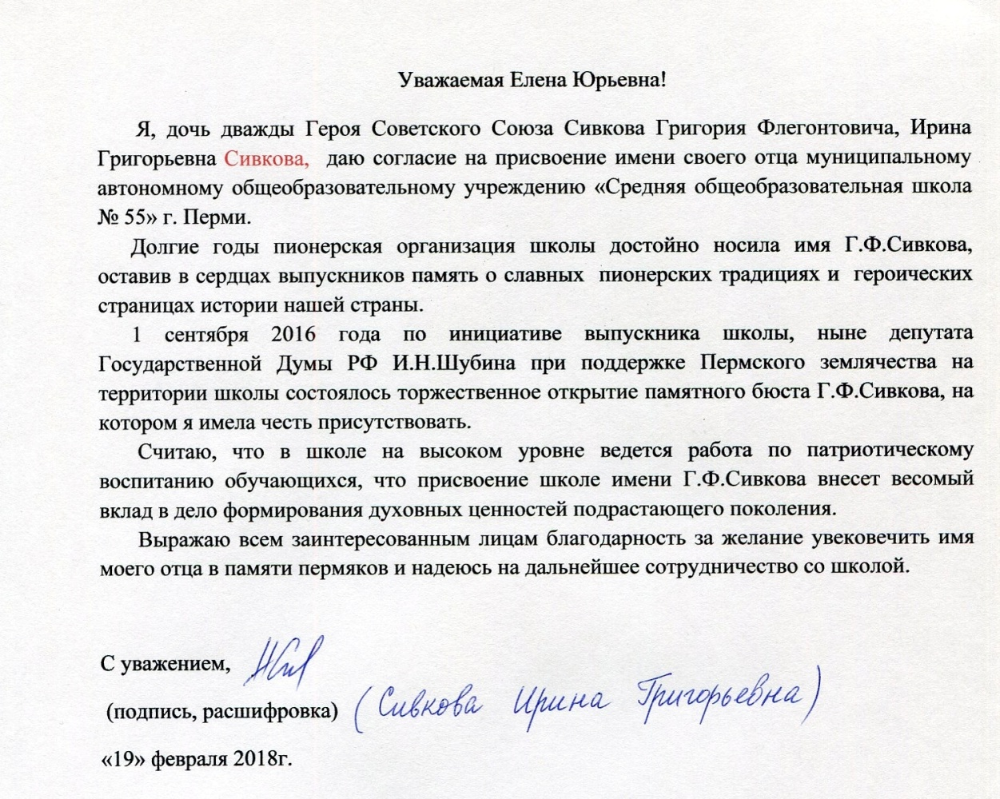 Уважаемая Елена Юрьевна!
Я, дочь дважды Героя Советского Союза Сивкова Григория Флегонтовича, Ирина
Григорьевна Сивкова, даю согласие на присвоение имени своего отца муниципальному
автономному общеобразовательному учреждению «Средняя общеобразовательная школа
№ 55» г. Перми.
Долгие годы пионерская организация школы достойно носила имя Г.Ф.Сивкова,
оставив в сердцах выпускников память о славных пионерских традициях и героических
страницах истории нашей страны.
1 сентября 2016 года по инициативе выпускника школы, ныне депутата
Государственной Думы РФ И.Н.Шубина при поддержке Пермского землячества на
территории школы состоялось торжественное открытие памятного бюста Г.Ф.Сивкова, на
котором я имела честь присутствовать.
Считаю, что в школе на высоком уровне ведется работа по патриотическому
воспитанию обучающихся, что присвоение школе имени Г.Ф.Сивкова внесет весомый
вклад в дело формирования духовных ценностей подрастающего поколения.
Выражаю всем заинтересованным лицам благодарность за желание увековечить имя
моего отца в памяти пермяков и надеюсь на дальнейшее сотрудничество со школой.
С уважением,
(подпись, расшифровка) (Сивкова Ирина Григорьевна)
«19» февраля 2018г.